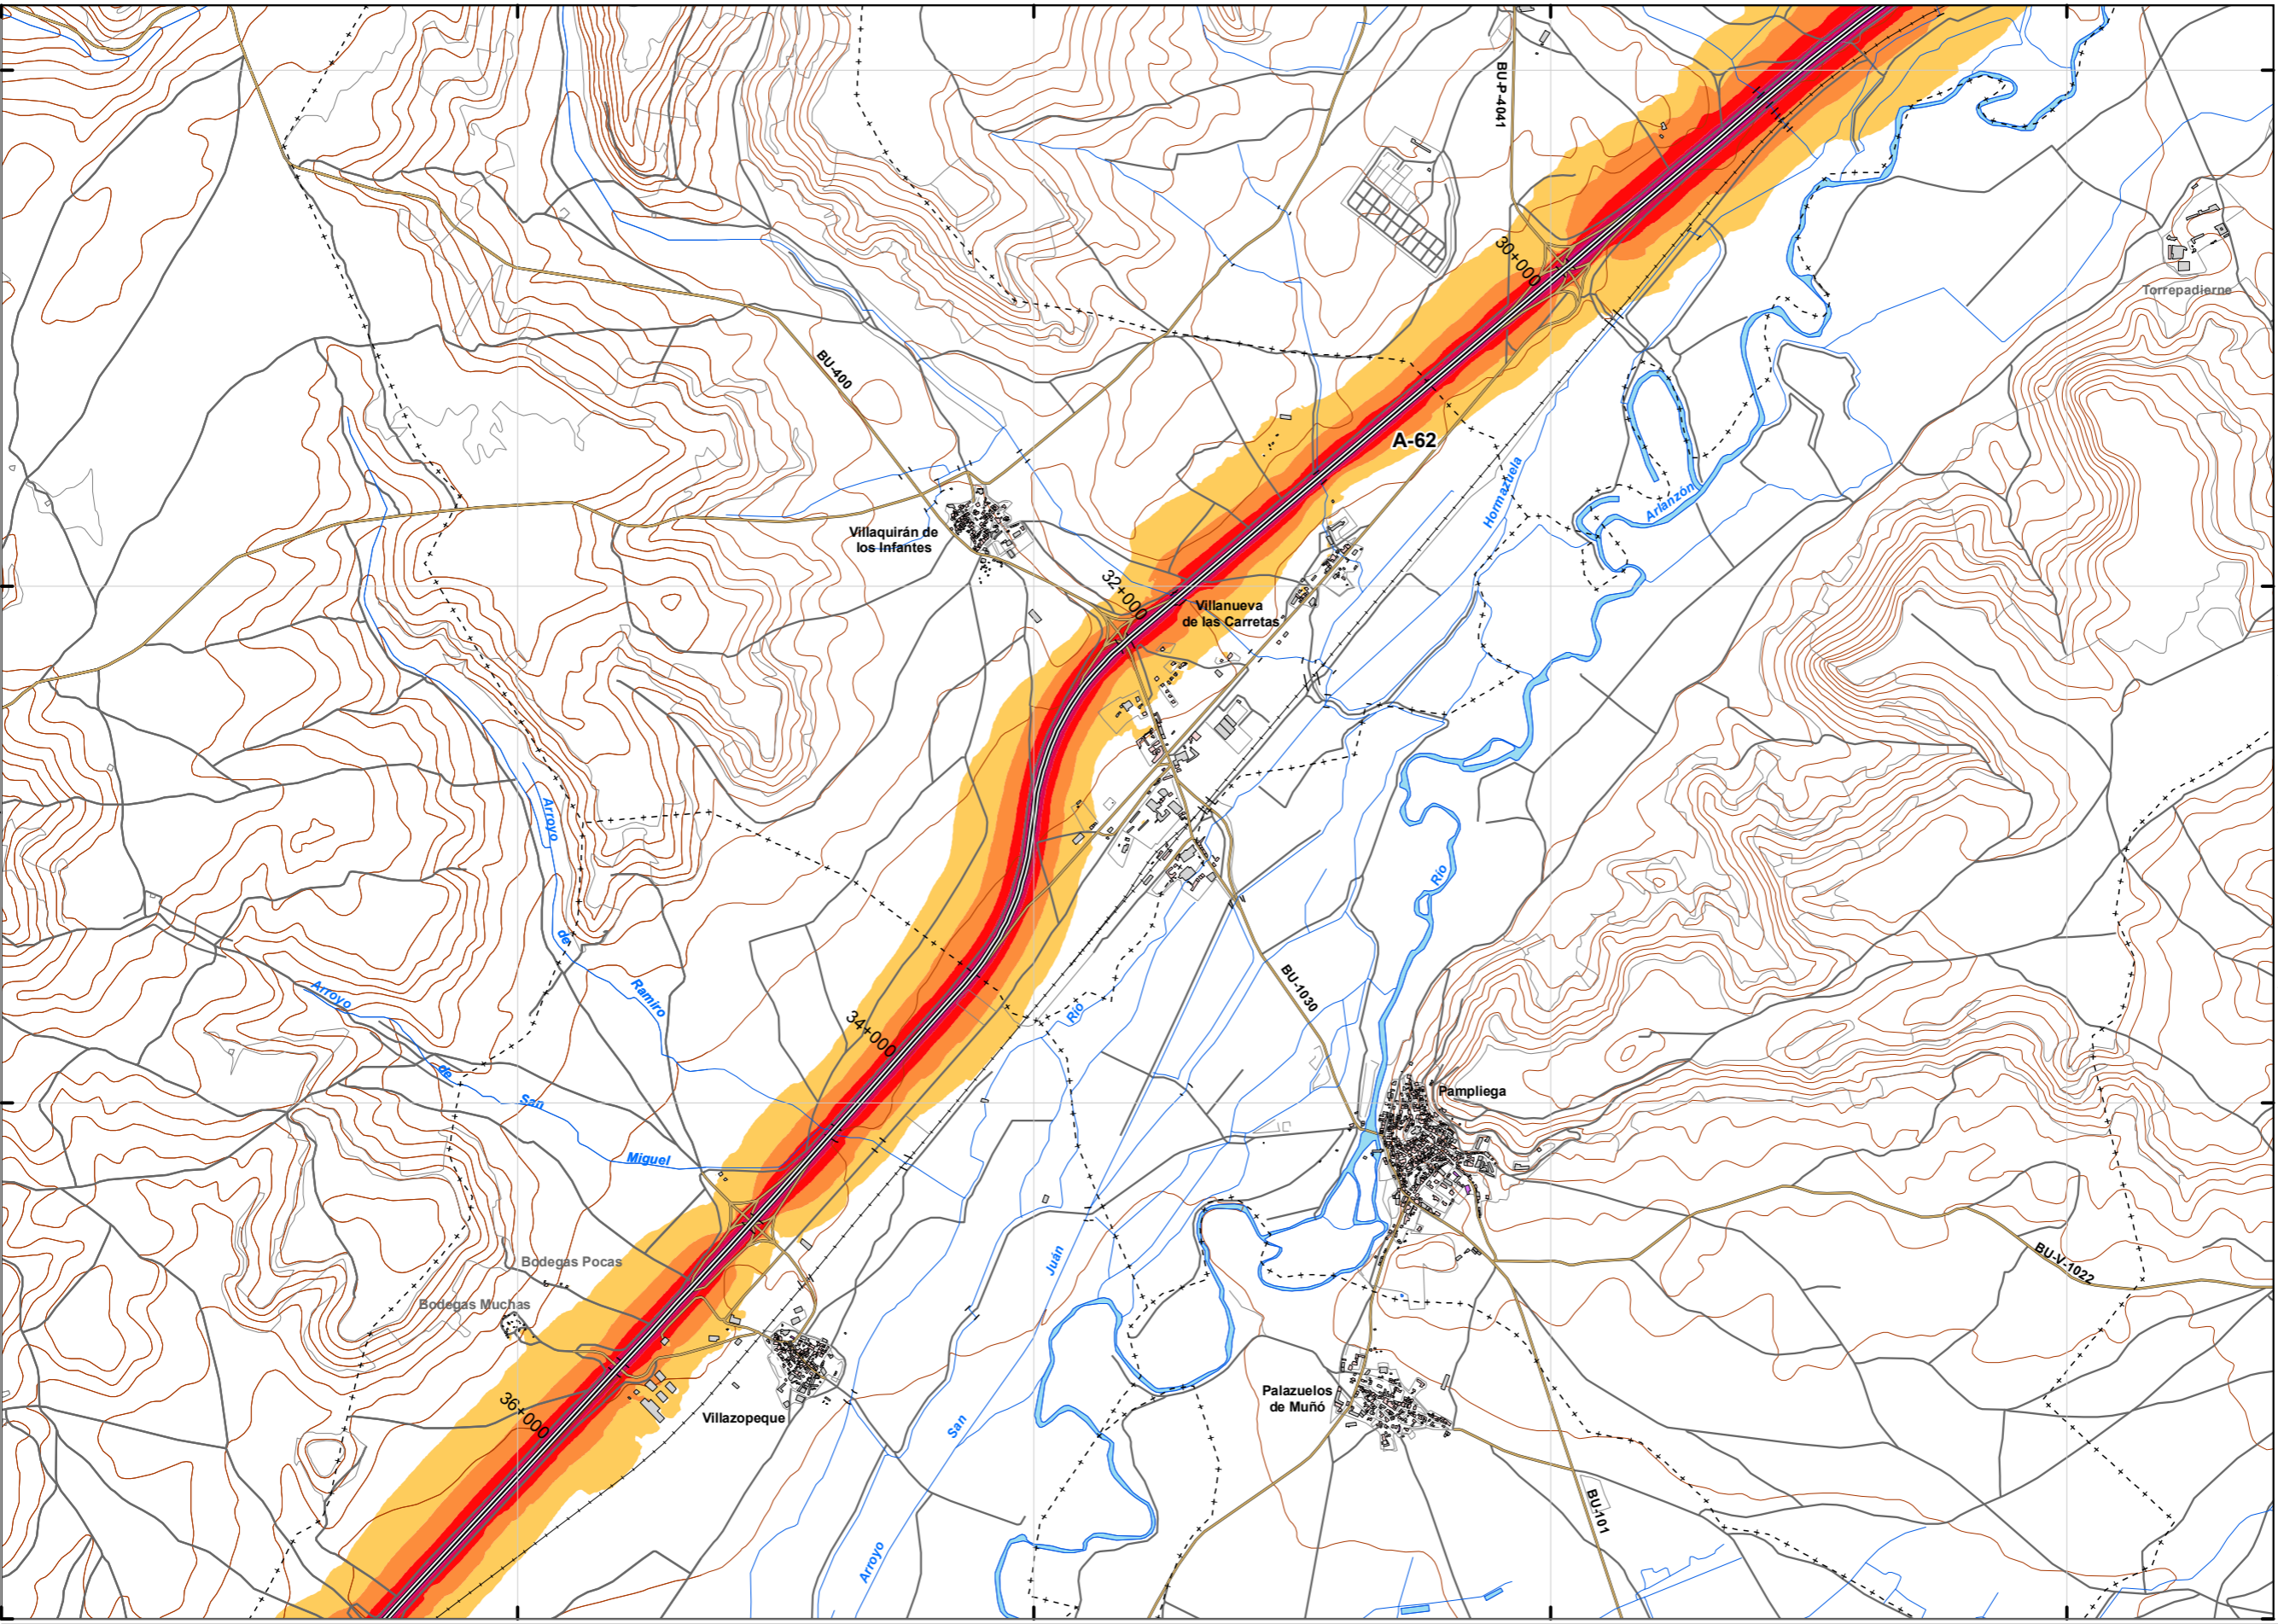 BU-P-4041
30+000
Torrepadierne
BU-400
A-62
Hormazuela
Arlanzón
Villaquirán de
los Infantes
32+000
Villanueva
de las Carretas
Arroyo
de
Ramiro
Río
Arroyo
de
San
Miguel
BU-1030
Río
34+000
Pampliega
Bodegas Pocas
Bodegas Muchas
Juán
BU-V-1022
36+000
Villazopeque
Palazuelos
de Muñó
San
Arroyo
BU-101